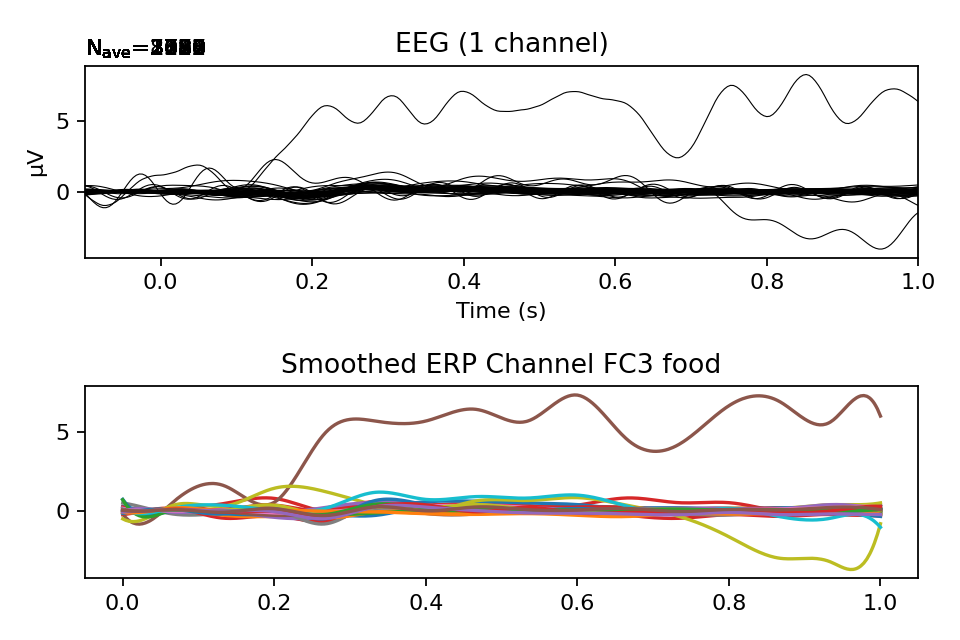 N_ave=
EEG (1 channel)
5
0
µV
0.0 0.2 0.4 0.6 0.8 1.0
Time (s)
Smoothed ERP Channel FC3 food
5
0
0.0 0.2 0.4 0.6 0.8 1.0